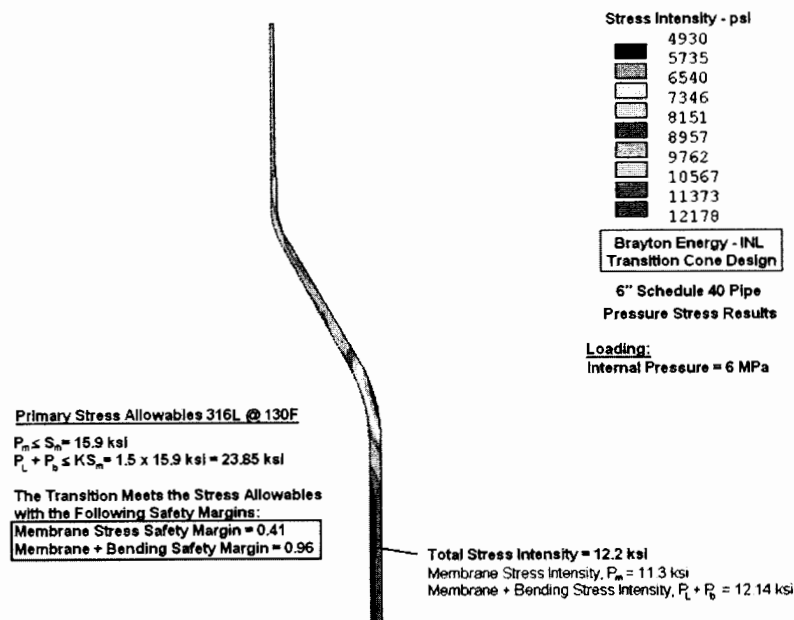 Stress Intensity - psi
4930
5735
6540
7346
8151
8957
9762
10567
11373
12178
Brayton Energy - INL
Transition Cone Design
6" Schedule 40 Pipe
Pressure Stress Results
Loading:
Internal Pressure = 6 MPa
Primary Stress Allowables 316L @ 130F
Pm ≤ Sm= 15.9 ksi
PL + Pb ≤ KSm= 1.5 x 15.9 ksi = 23.85 ksi
The Transition Meets the Stress Allowables
with the Following Safety Margins:
Membrane Stress Safety Margin = 0.41
Membrane + Bending Safety Margin = 0.96
Total Stress Intensity = 12.2 ksi
Membrane Stress Intensity, Pm = 11.3 ksi
Membrane + Bending Stress Intensity, PL + Pb = 12.14 ksi